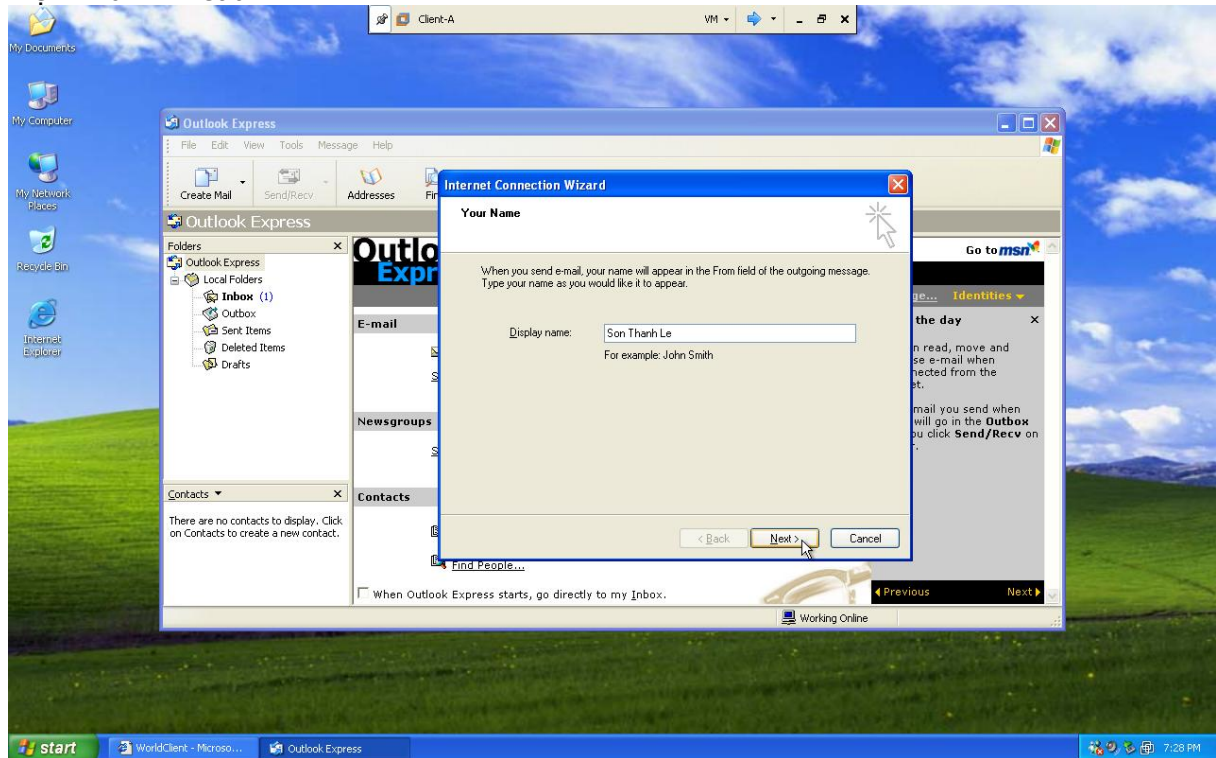 Client-A
VM
My Documents
My Computer
My Network
Places
Recycle Bin
Internet
Explorer
Outlook Express
File Edit View Tools Message Help
Create Mail
Send/Recv
Addresses
Outlook Express
Folders
Outlook Express
Local Folders
Inbox (1)
Outbox
Sent Items
Deleted Items
Drafts
Contacts
There are no contacts to display. Click
on Contacts to create a new contact.
E-mail
Newsgroups
Contacts
Find People...
When Outlook Express starts, go directly to my Inbox.
Internet Connection Wizard
Your Name
When you send e-mail, your name will appear in the From field of the outgoing message.
Type your name as you would like it to appear.
Display name:
Son Thanh Le
For example: John Smith
< Back
Next >
Cancel
Go to msn
Identities
the day
read, move and
e-mail when
from the
you send when
will go in the Outbox
click Send/Recv on
Previous
Next
Working Online
start
WorldClient - Microso...
Outlook Express
7:28 PM